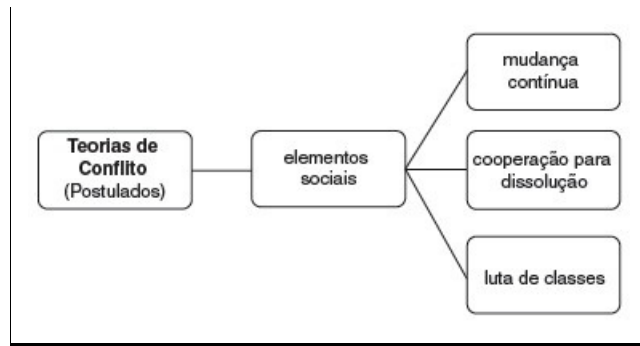 Teorias de
Conflito
(Postulados)
elementos
sociais
mudança
contínua
cooperação para
dissolução
luta de classes